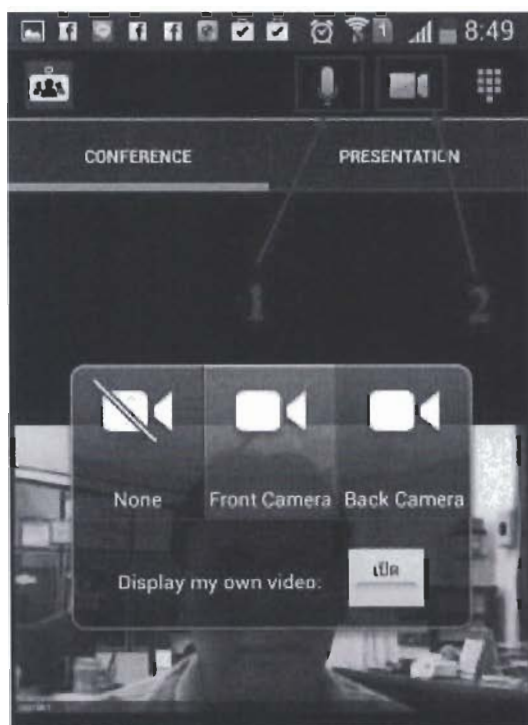 8:49
CONFERENCE PRESENTATION
1 2
None Front Camera Back Camera
Display my own video: เปิด